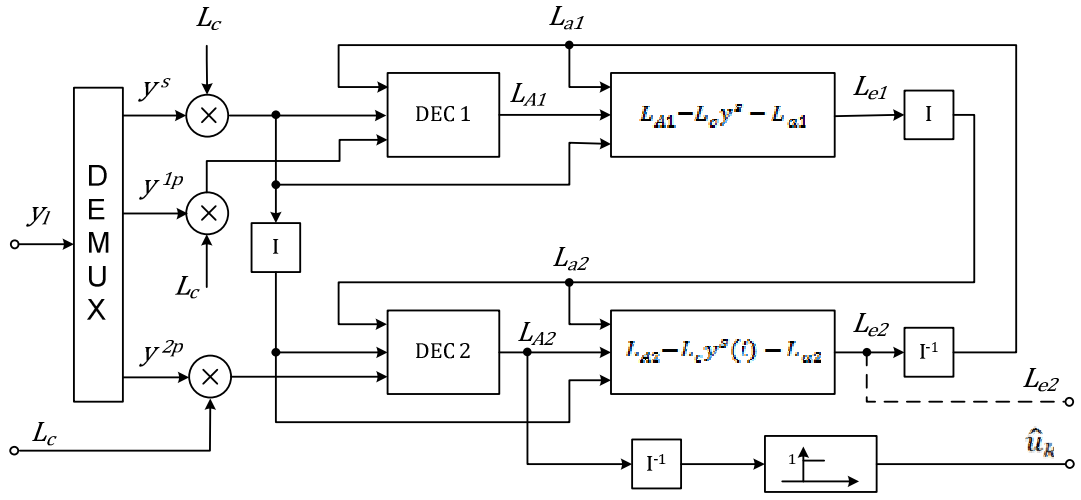 L_c
L_a1
y^s
DEC 1
L_A1
L_A1−L_c y^s − L_a1
L_e1
I
DEMUX
y^1p
y_l
I
L_c
L_a2
y^2p
DEC 2
L_A2
L_A2−L_c y^s(t) − L_a2
L_e2
I^-1
L_e2
L_c
I^-1
1
û_k